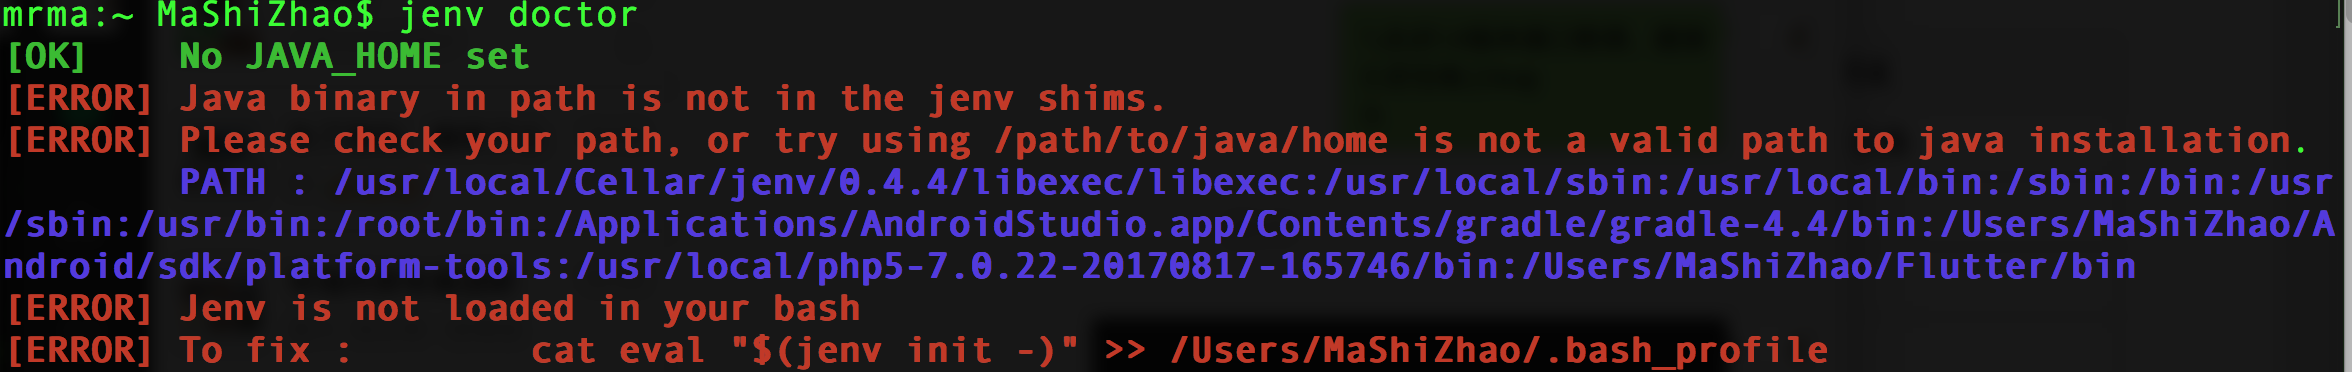 mrma:~ MaShiZhao$ jenv doctor
[OK]    No JAVA_HOME set
[ERROR] Java binary in path is not in the jenv shims.
[ERROR] Please check your path, or try using /path/to/java/home is not a valid path to java installation.
        PATH : /usr/local/Cellar/jenv/0.4.4/libexec/libexec:/usr/local/sbin:/usr/local/bin:/sbin:/bin:/usr
/sbin:/usr/bin:/root/bin:/Applications/AndroidStudio.app/Contents/gradle/gradle-4.4/bin:/Users/MaShiZhao/A
ndroid/sdk/platform-tools:/usr/local/php5-7.0.22-20170817-165746/bin:/Users/MaShiZhao/Flutter/bin
[ERROR] Jenv is not loaded in your bash
[ERROR] To fix :        cat eval "$(jenv init -)" >> /Users/MaShiZhao/.bash_profile